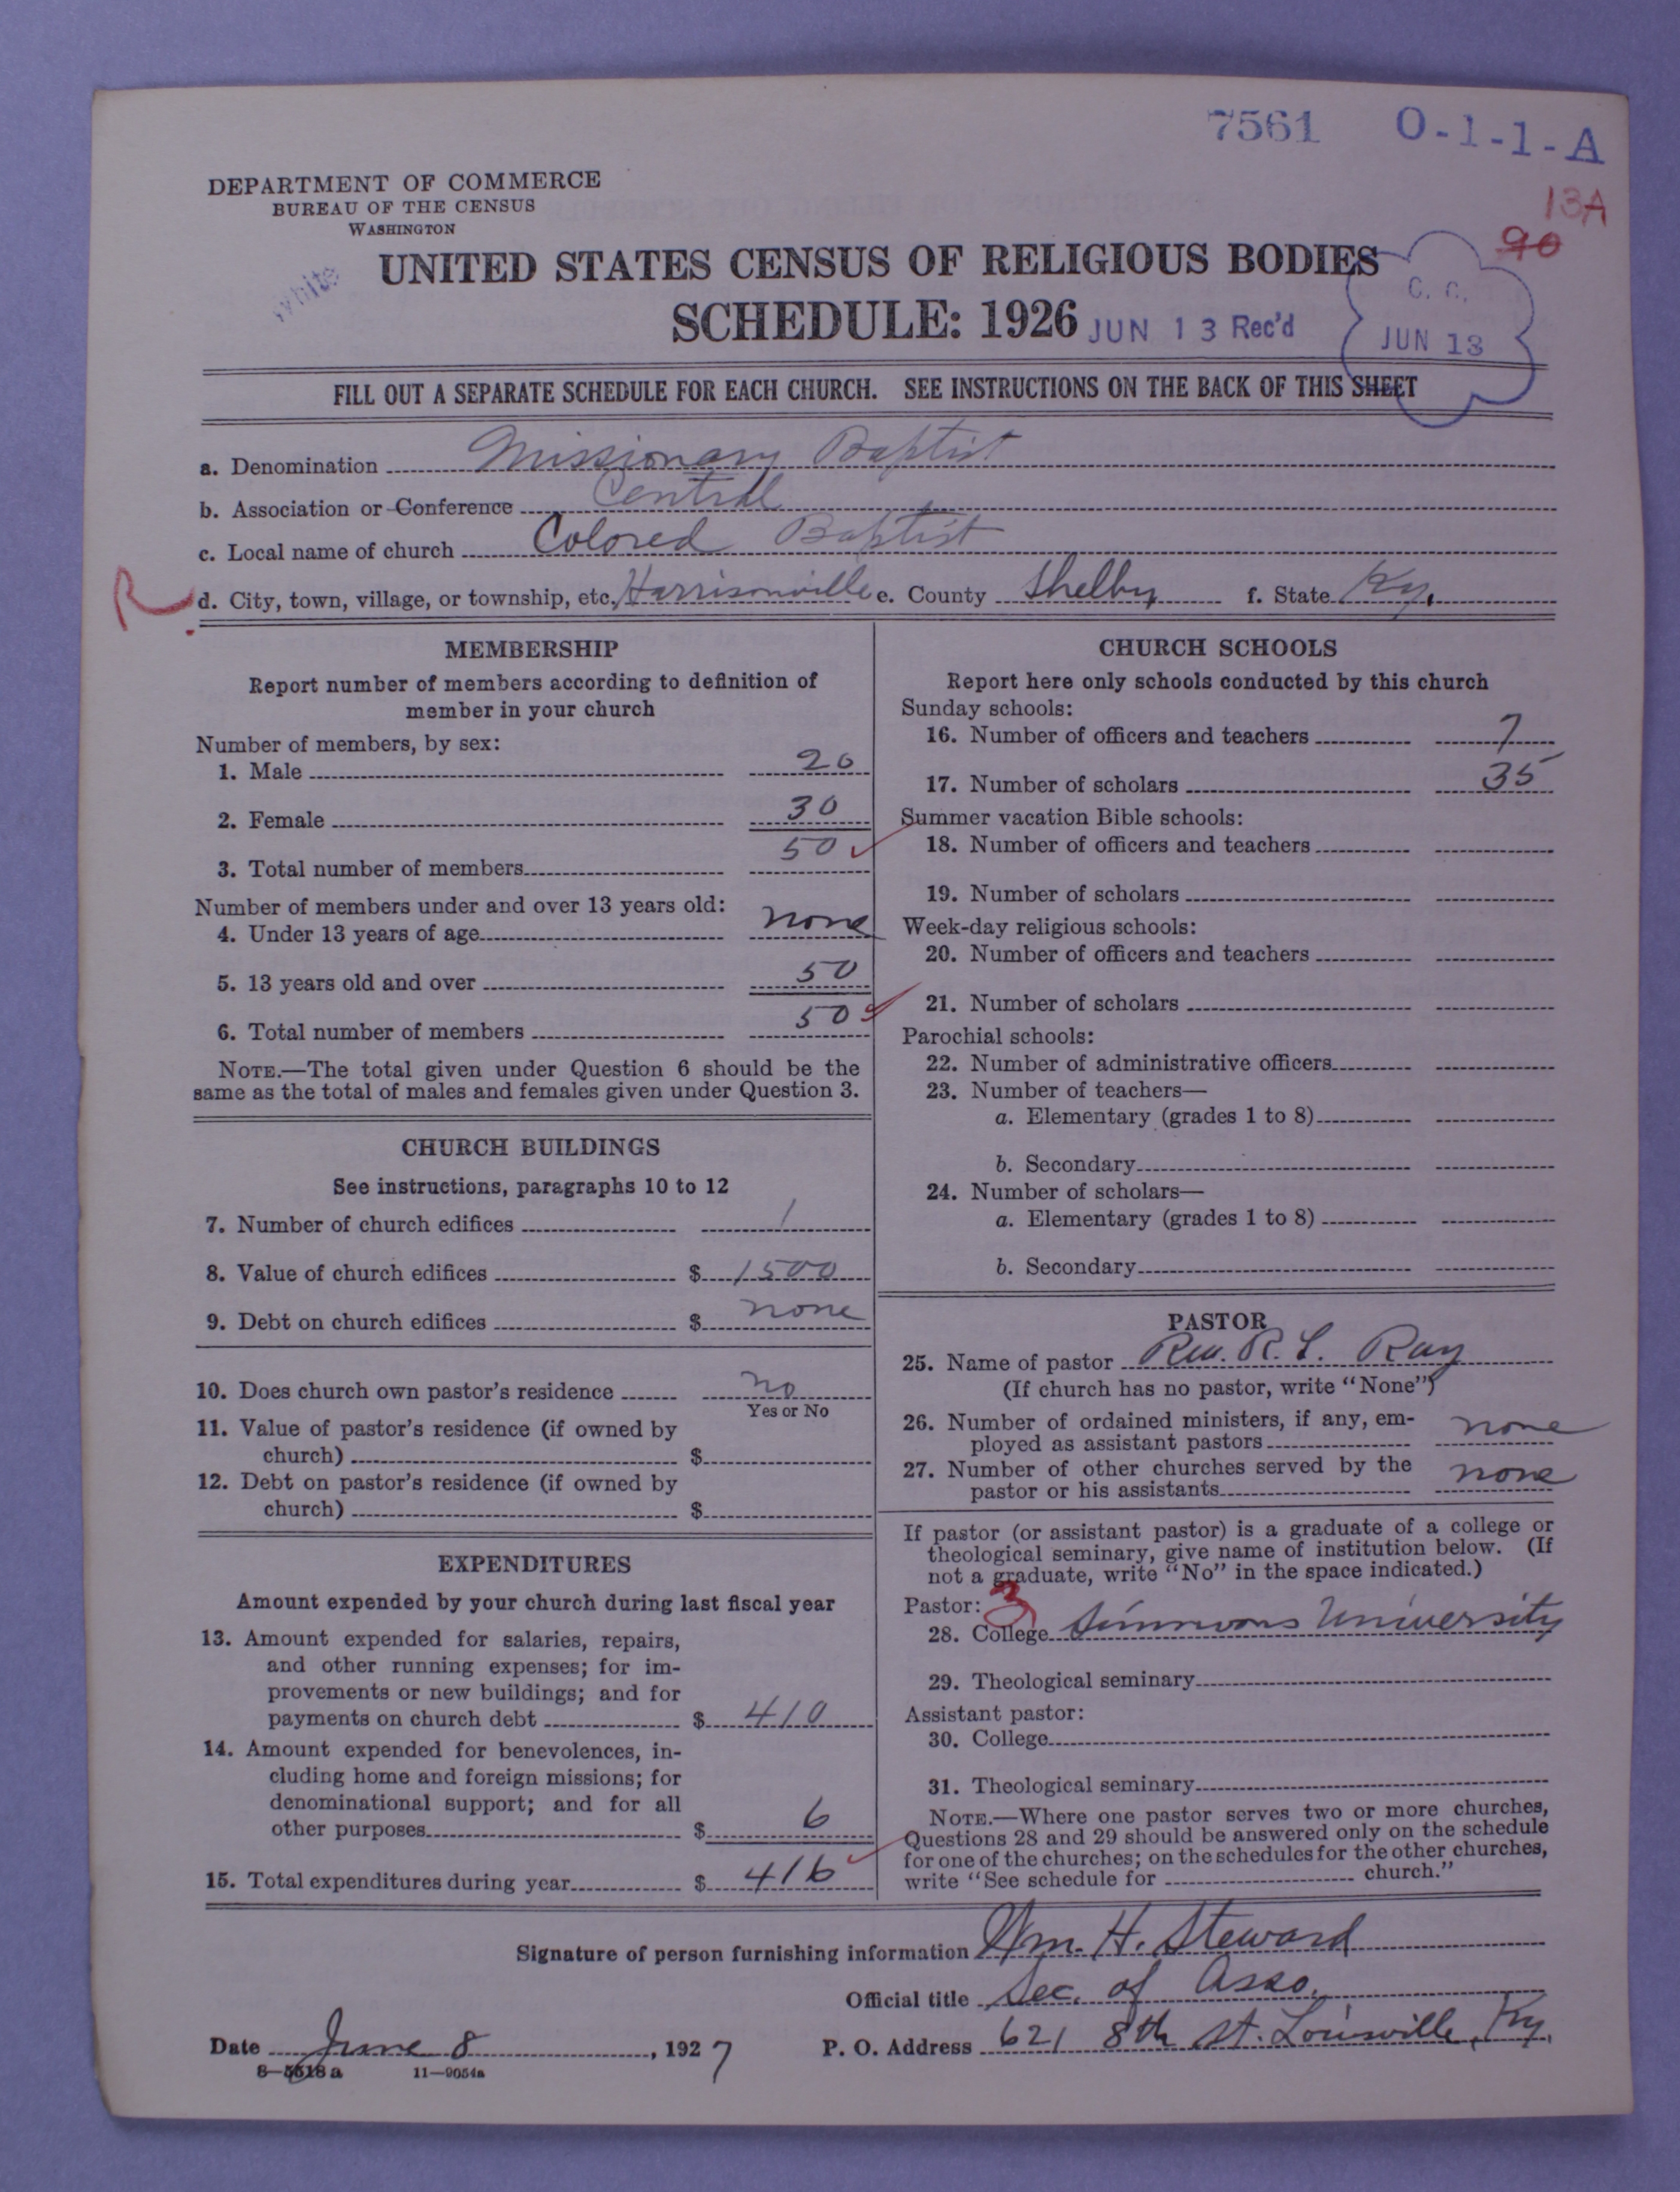 7561 O-1-1-A
13A
90
DEPARTMENT OF COMMERCE
BUREAU OF THE CENSUS
WASHINGTON
White
UNITED STATES CENSUS OF RELIGIOUS BODIES
SCHEDULE: 1926
JUN 13 Rec'd
C. C.
JUN 13
FILL OUT A SEPARATE SCHEDULE FOR EACH CHURCH. SEE INSTRUCTIONS ON THE BACK OF THIS SHEET
a. Denomination Missionary Baptist
b. Association or Conference Central
c. Local name of church Colored Baptist
R
d. City, town, village, or township, etc. Harrisonville e. County Shelby f. State Ky.
MEMBERSHIP
Report number of members according to definition of
member in your church
Number of members, by sex:
1. Male 20
2. Female 30
3. Total number of members 50
Number of members under and over 13 years old:
4. Under 13 years of age none
5. 13 years old and over 50
6. Total number of members 50
NOTE.—The total given under Question 6 should be the
same as the total of males and females given under Question 3.
CHURCH BUILDINGS
See instructions, paragraphs 10 to 12
7. Number of church edifices 1
8. Value of church edifices $ 1500
9. Debt on church edifices $ none
10. Does church own pastor's residence no
Yes or No
11. Value of pastor's residence (if owned by
church) $
12. Debt on pastor's residence (if owned by
church) $
EXPENDITURES
Amount expended by your church during last fiscal year
13. Amount expended for salaries, repairs,
and other running expenses; for im-
provements or new buildings; and for
payments on church debt $ 410
14. Amount expended for benevolences, in-
cluding home and foreign missions; for
denominational support; and for all
other purposes $ 6
15. Total expenditures during year $ 416
CHURCH SCHOOLS
Report here only schools conducted by this church
Sunday schools:
16. Number of officers and teachers 7
17. Number of scholars 35
Summer vacation Bible schools:
18. Number of officers and teachers
19. Number of scholars
Week-day religious schools:
20. Number of officers and teachers
21. Number of scholars
Parochial schools:
22. Number of administrative officers
23. Number of teachers—
a. Elementary (grades 1 to 8)
b. Secondary
24. Number of scholars—
a. Elementary (grades 1 to 8)
b. Secondary
PASTOR
25. Name of pastor Rev. R. L. Ray
(If church has no pastor, write "None")
26. Number of ordained ministers, if any, em-
ployed as assistant pastors none
27. Number of other churches served by the
pastor or his assistants none
If pastor (or assistant pastor) is a graduate of a college or
theological seminary, give name of institution below. (If
not a graduate, write "No" in the space indicated.)
Pastor: 3
28. College Simmons University
29. Theological seminary
Assistant pastor:
30. College
31. Theological seminary
NOTE.—Where one pastor serves two or more churches,
Questions 28 and 29 should be answered only on the schedule
for one of the churches; on the schedules for the other churches,
write "See schedule for church."
Signature of person furnishing information Wm. H. Steward
Official title Sec. of Asso.
Date June 8, 1927 P. O. Address 621 8th St. Louisville, Ky.
8—5518 a 11—9054a